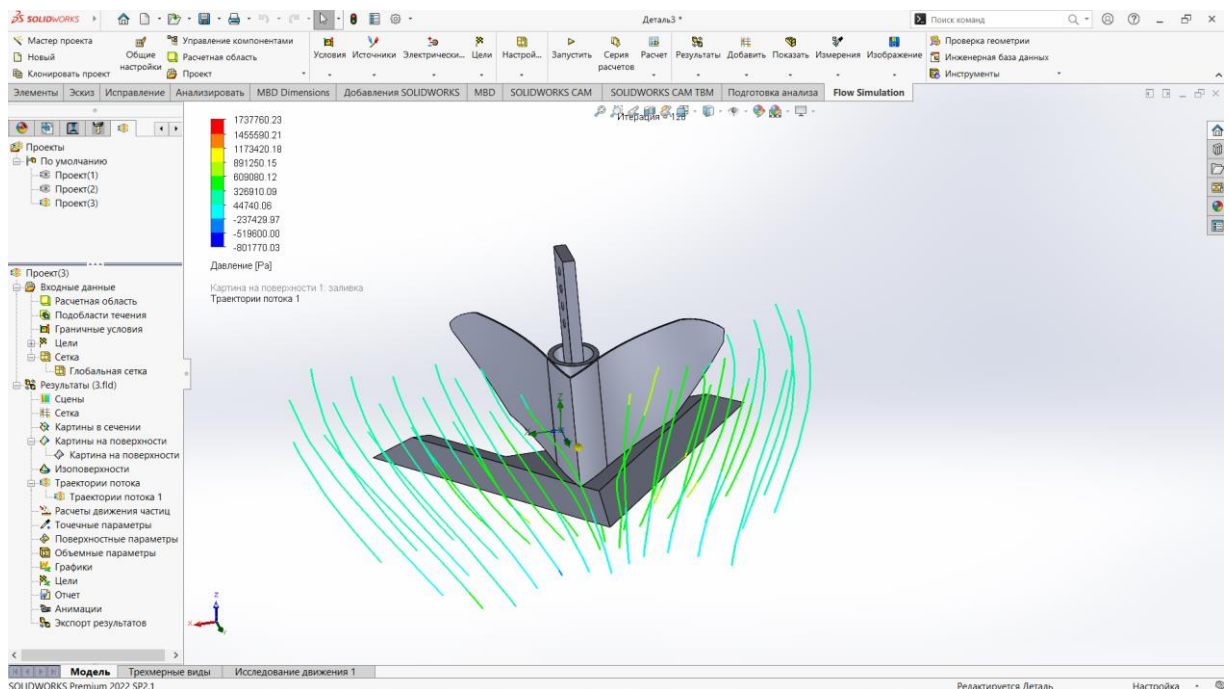 SOLIDWORKS
Деталь3 *
Поиск команд
Мастер проекта
Новый
Клонировать проект
Общие настройки
Управление компонентами
Расчетная область
Проект
Условия
Источники
Электрически...
Цели
Настрой...
Запустить
Серия расчетов
Расчет
Результаты
Добавить
Показать
Измерения
Изображение
Проверка геометрии
Инженерная база данных
Инструменты
Элементы
Эскиз
Исправление
Анализировать
MBD Dimensions
Добавления SOLIDWORKS
MBD
SOLIDWORKS CAM
SOLIDWORKS CAM TBM
Подготовка анализа
Flow Simulation
Итерация = 128
Проекты
По умолчанию
Проект(1)
Проект(2)
Проект(3)
Проект(3)
Входные данные
Расчетная область
Подобласти течения
Граничные условия
Цели
Сетка
Глобальная сетка
Результаты (3.fld)
Сцены
Сетка
Картины в сечении
Картины на поверхности
Картина на поверхности
Изоповерхности
Траектории потока
Траектории потока 1
Расчеты движения частиц
Точечные параметры
Поверхностные параметры
Объемные параметры
Графики
Цели
Отчет
Анимации
Экспорт результатов
1737760.23
1455590.21
1173420.18
891250.15
609080.12
326910.09
44740.06
-237429.97
-519600.00
-801770.03
Давление [Pa]
Картина на поверхности 1: заливка
Траектории потока 1
Z
Z
X
Y
Модель
Трехмерные виды
Исследование движения 1
SOLIDWORKS Premium 2022 SP2.1
Редактируется Деталь
Настройка